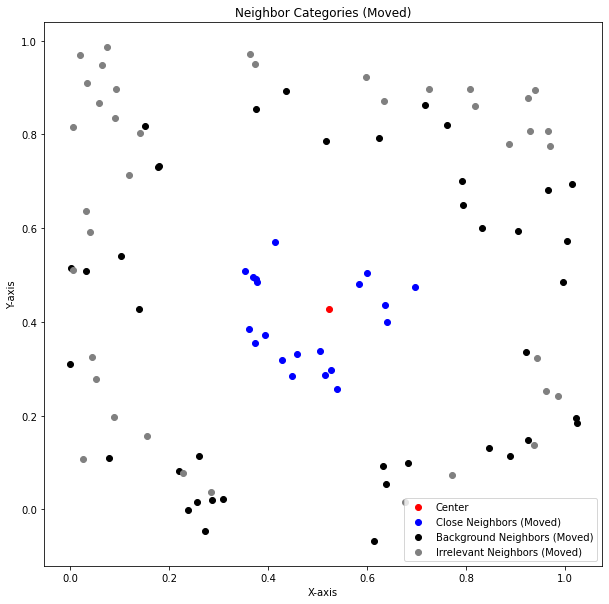 Neighbor Categories (Moved)
1.0
0.8
0.6
Y-axis
0.4
0.2
0.0
Center
Close Neighbors (Moved)
Background Neighbors (Moved)
Irrelevant Neighbors (Moved)
0.0 0.2 0.4 0.6 0.8 1.0
X-axis